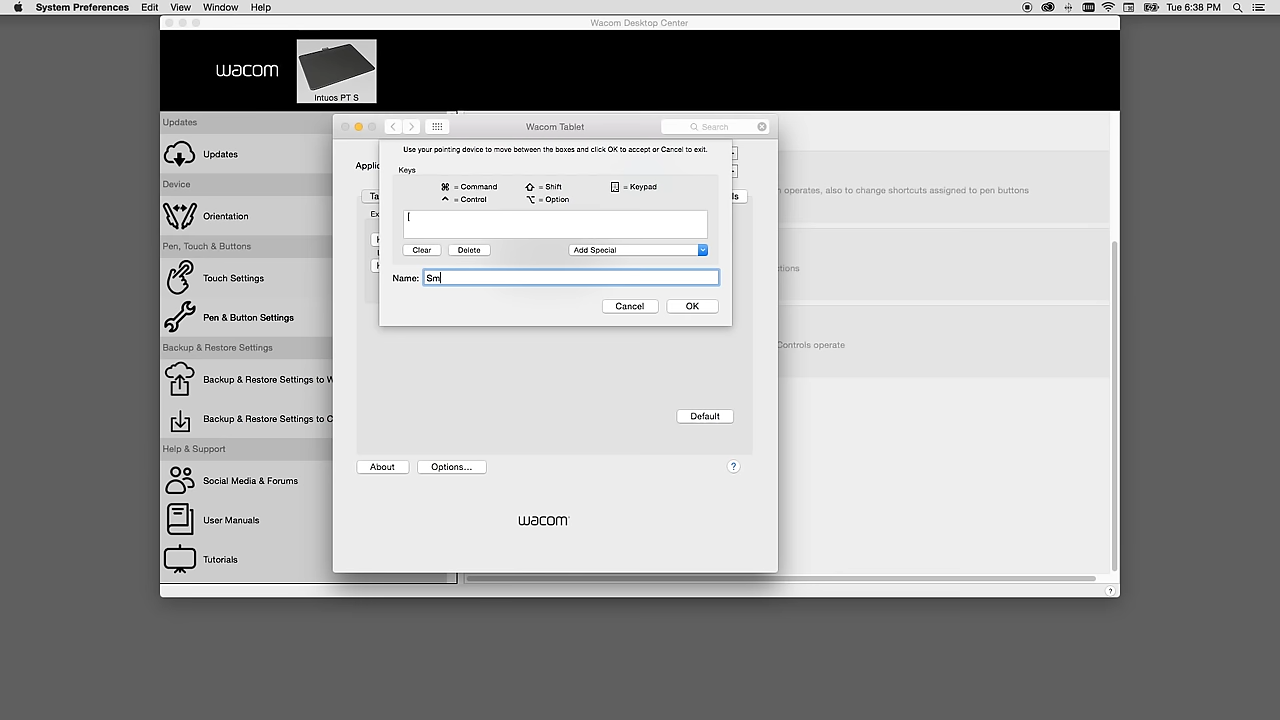 System Preferences Edit View Window Help Tue 6:38 PM
Wacom Desktop Center
wacom
Intuos PT S
Updates
Updates
Device
Orientation
Pen, Touch & Buttons
Touch Settings
Pen & Button Settings
Backup & Restore Settings
Backup & Restore Settings to W
Backup & Restore Settings to C
Help & Support
Social Media & Forums
User Manuals
Tutorials
Wacom Tablet
Search
Use your pointing device to move between the boxes and click OK to accept or Cancel to exit.
Applic
Keys
⌘ = Command ⇧ = Shift = Keypad
^ = Control ⌥ = Option
Ta
ls
Ex
[
Clear Delete Add Special
Name: Sm
Cancel OK
Default
About Options... ?
wacom
n operates, also to change shortcuts assigned to pen buttons
tions
Controls operate
?